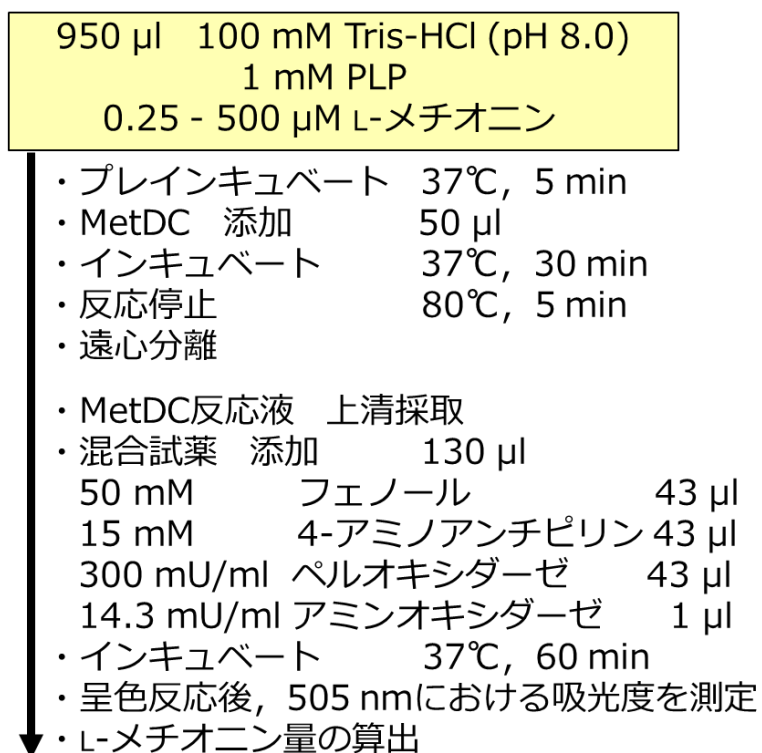 950 µl 100 mM Tris-HCl (pH 8.0)
1 mM PLP
0.25 - 500 µM L-メチオニン
・プレインキュベート 37℃, 5 min
・MetDC 添加 50 µl
・インキュベート 37℃, 30 min
・反応停止 80℃, 5 min
・遠心分離
・MetDC反応液 上清採取
・混合試薬 添加 130 µl
50 mM フェノール 43 µl
15 mM 4-アミノアンチピリン 43 µl
300 mU/ml ペルオキシダーゼ 43 µl
14.3 mU/ml アミンオキシダーゼ 1 µl
・インキュベート 37℃, 60 min
・呈色反応後, 505 nmにおける吸光度を測定
・L-メチオニン量の算出